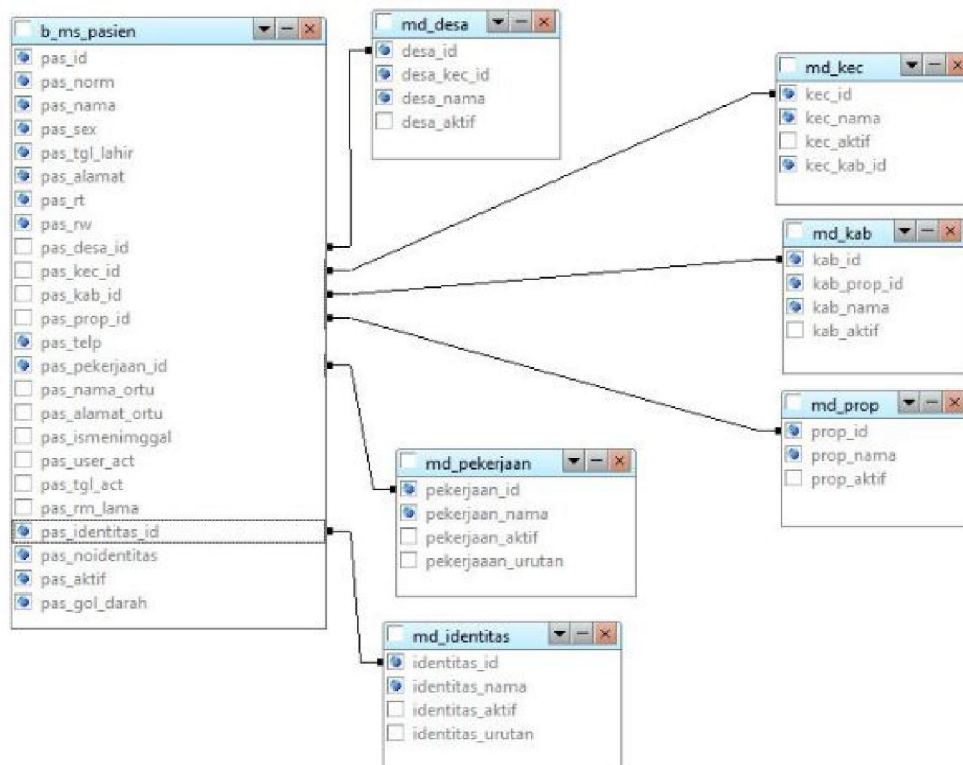 b_ms_pasien
pas_id
pas_norm
pas_nama
pas_sex
pas_tgl_lahir
pas_alamat
pas_rt
pas_rw
pas_desa_id
pas_kec_id
pas_kab_id
pas_prop_id
pas_telp
pas_pekerjaan_id
pas_nama_ortu
pas_alamat_ortu
pas_ismenimggal
pas_user_act
pas_tgl_act
pas_rm_lama
pas_identitas_id
pas_noidentitas
pas_aktif
pas_gol_darah
md_desa
desa_id
desa_kec_id
desa_nama
desa_aktif
md_kec
kec_id
kec_nama
kec_aktif
kec_kab_id
md_kab
kab_id
kab_prop_id
kab_nama
kab_aktif
md_prop
prop_id
prop_nama
prop_aktif
md_pekerjaan
pekerjaan_id
pekerjaan_nama
pekerjaan_aktif
pekerjaaan_urutan
md_identitas
identitas_id
identitas_nama
identitas_aktif
identitas_urutan